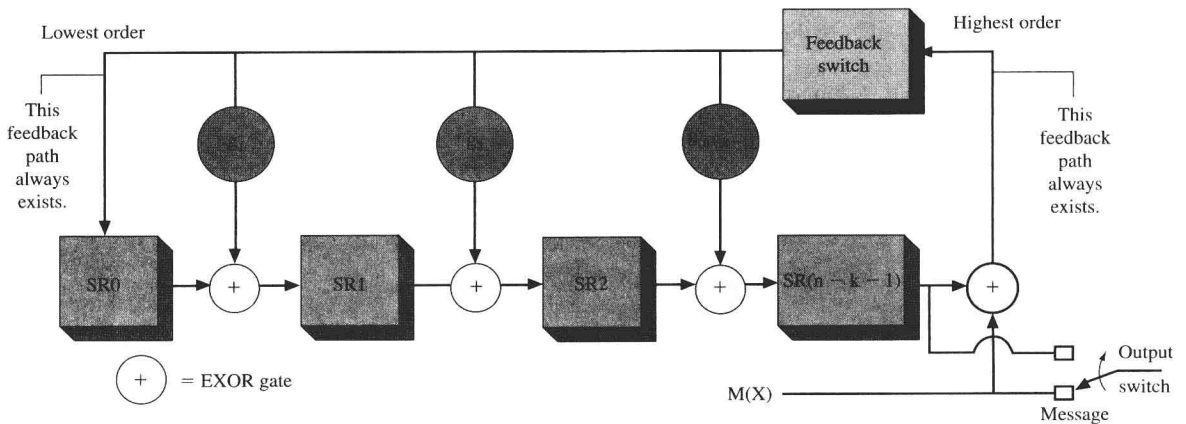 Lowest order
Highest order
Feedback
switch
This
feedback
path
always
exists.
This
feedback
path
always
exists.
SR0
+
SR1
+
SR2
+
SR(n − k − 1)
+
+ = EXOR gate
M(X)
Output
switch
Message